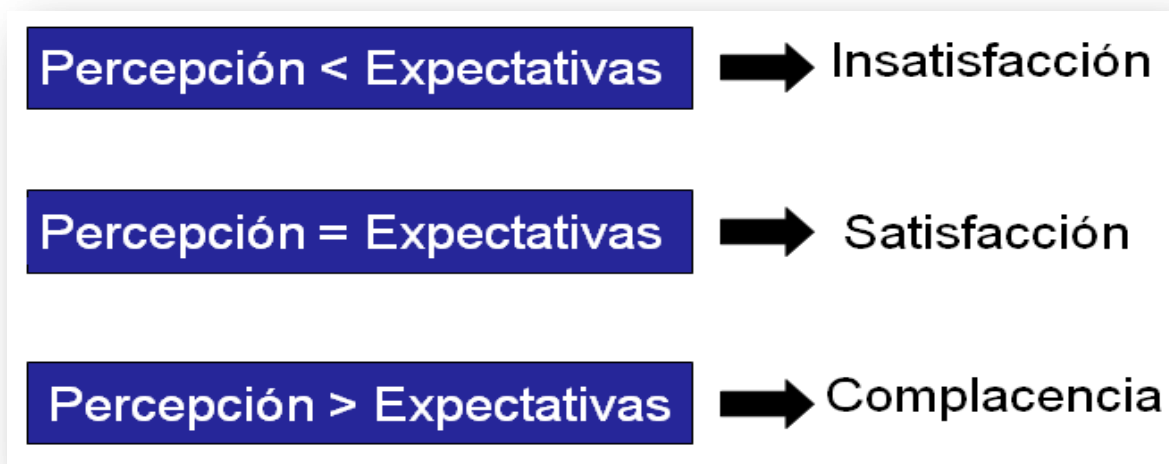 Percepción < Expectativas Insatisfacción
Percepción = Expectativas Satisfacción
Percepción > Expectativas Complacencia